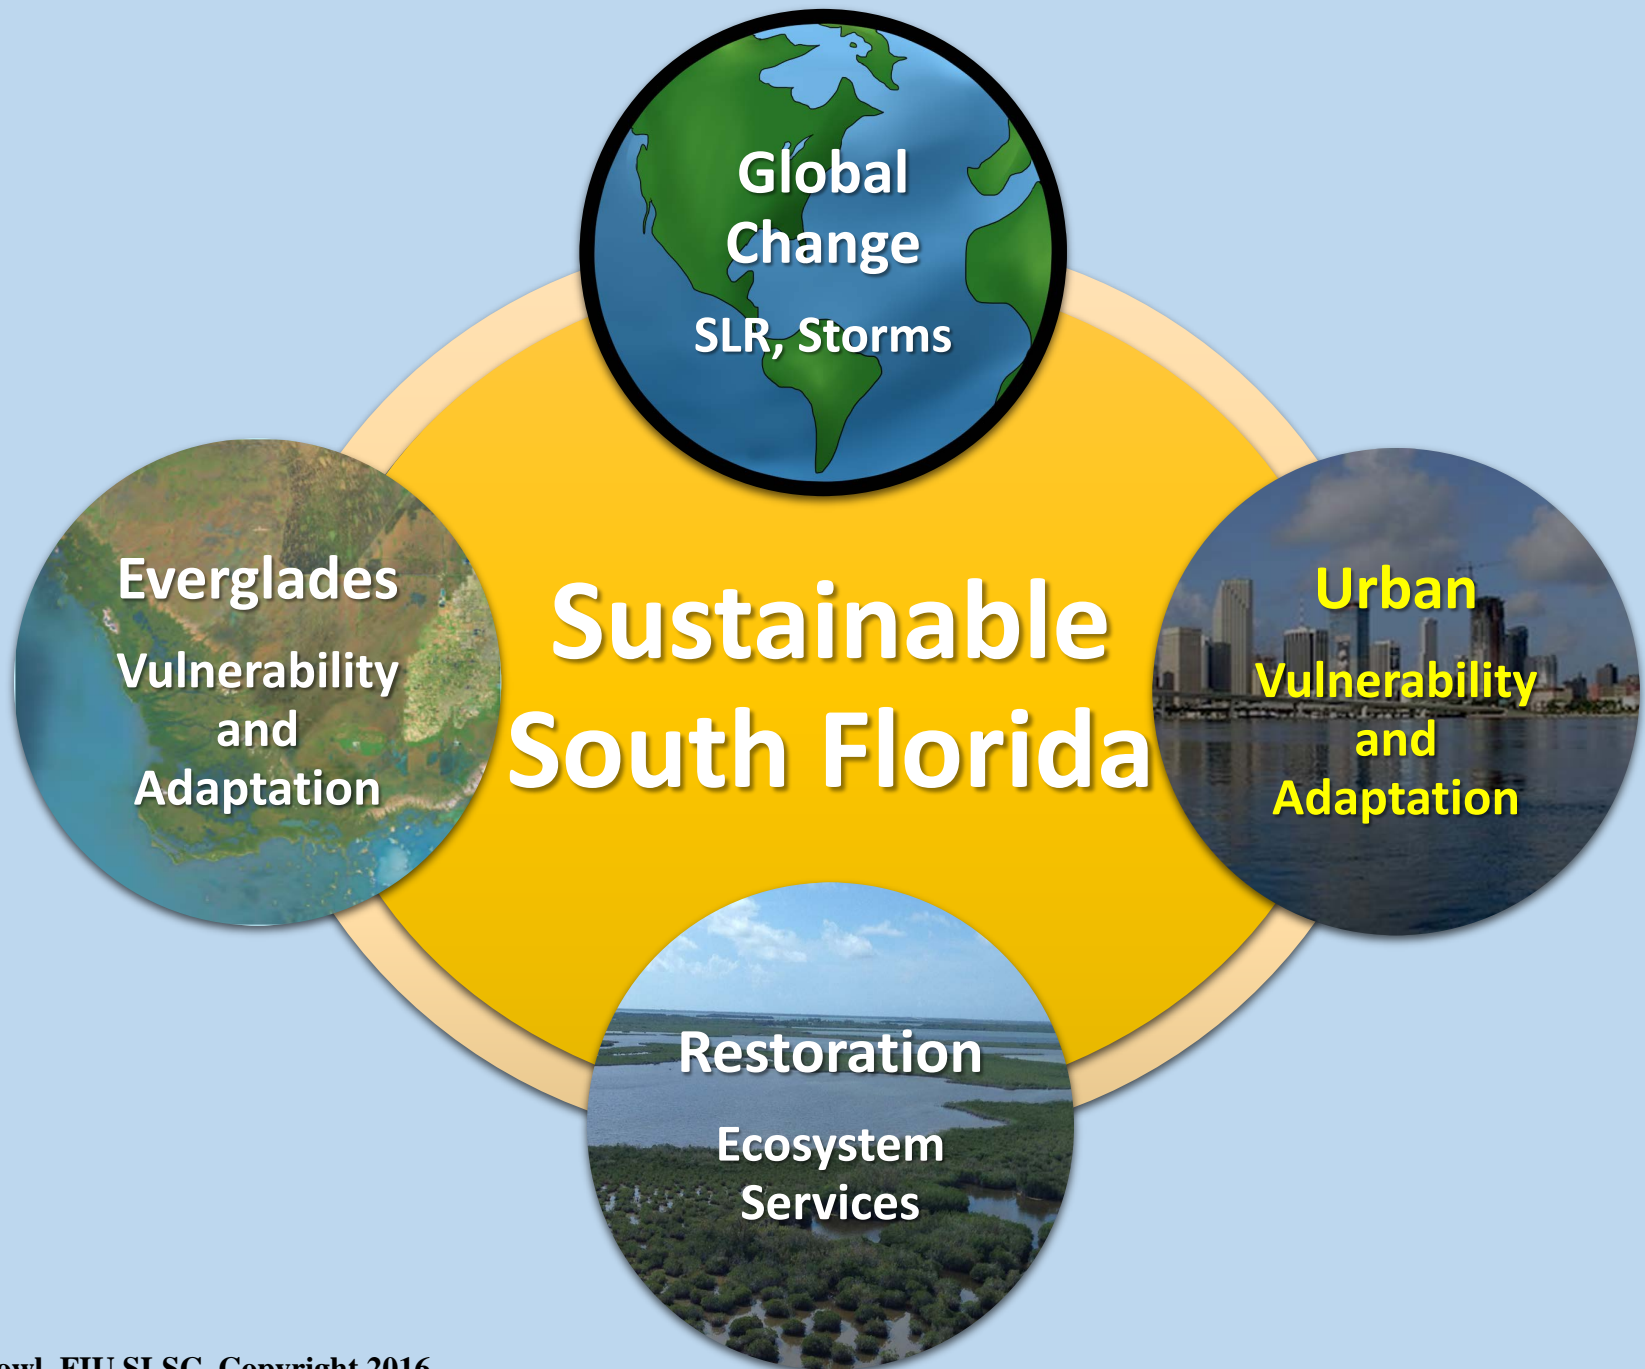 Global
Change
SLR, Storms
Everglades
Vulnerability
and
Adaptation
Sustainable
South Florida
Urban
Vulnerability
and
Adaptation
Restoration
Ecosystem
Services
FIU SLSC, Copyright 2016